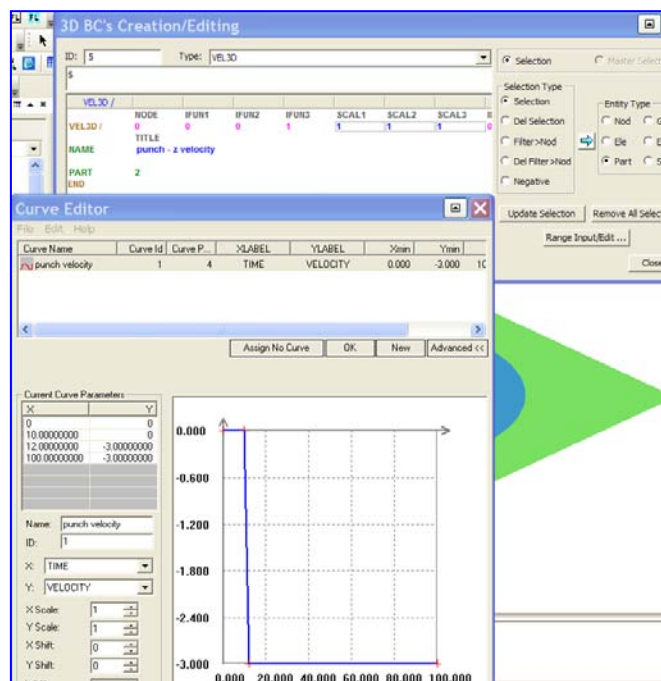 3D BC's Creation/Editing
ID: 5 Type: VEL3D
$
VEL3D /
NODE IFUN1 IFUN2 IFUN3 SCAL1 SCAL2 SCAL3
VEL3D / 0 0 0 1 1 1 1 0
TITLE
NAME punch - z velocity
PART 2
END
Selection
Selection Type
Selection
Del Selection
Filter>Nod
Del Filter>Nod
Negative
Entity Type
Nod G
Ele E
Part S
Update Selection Remove All Selec
Range Input/Edit ...
Close
Curve Editor
File Edit Help
Curve Name Curve Id Curve P... XLABEL YLABEL Xmin Ymin
punch velocity 1 4 TIME VELOCITY 0.000 -3.000 10
Assign No Curve OK New Advanced <<
Current Curve Parameters
X Y
0 0
10.00000000 0
12.00000000 -3.00000000
100.00000000 -3.00000000
Name: punch velocity
ID: 1
X: TIME
Y: VELOCITY
X Scale: 1
Y Scale: 1
X Shift: 0
Y Shift: 0
0.000
-0.600
-1.200
-1.800
-2.400
-3.000
0.000 20.000 40.000 60.000 80.000 100.000